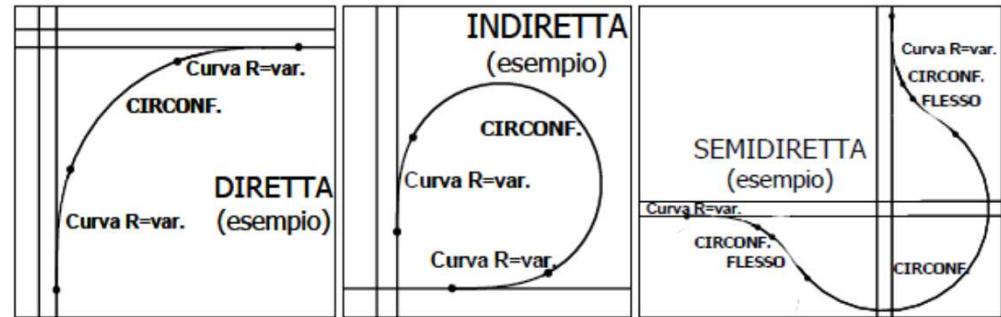 Curva R=var.
CIRCONF.
DIRETTA
(esempio)
Curva R=var.
INDIRETTA
(esempio)
CIRCONF.
Curva R=var.
Curva R=var.
Curva R=var.
CIRCONF.
FLESSO
SEMIDIRETTA
(esempio)
Curva R=var.
CIRCONF.
FLESSO
CIRCONF.